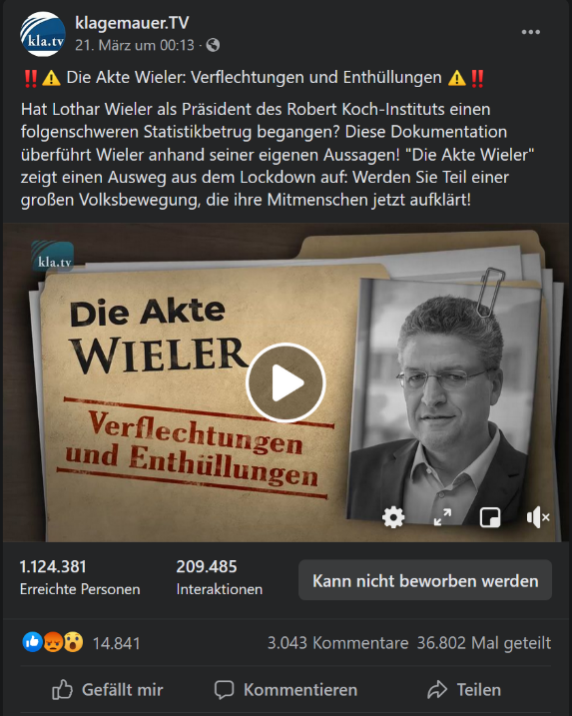 klagemauer.TV
kla.tv
21. März um 00:13 ·
‼️⚠️ Die Akte Wieler: Verflechtungen und Enthüllungen ⚠️‼️
Hat Lothar Wieler als Präsident des Robert Koch-Instituts einen
folgenschweren Statistikbetrug begangen? Diese Dokumentation
überführt Wieler anhand seiner eigenen Aussagen! "Die Akte Wieler"
zeigt einen Ausweg aus dem Lockdown auf: Werden Sie Teil einer
großen Volksbewegung, die ihre Mitmenschen jetzt aufklärt!
kla.tv
Die Akte
WIELER
Verflechtungen
und Enthüllungen
1.124.381
Erreichte Personen
209.485
Interaktionen
Kann nicht beworben werden
14.841
3.043 Kommentare 36.802 Mal geteilt
Gefällt mir
Kommentieren
Teilen